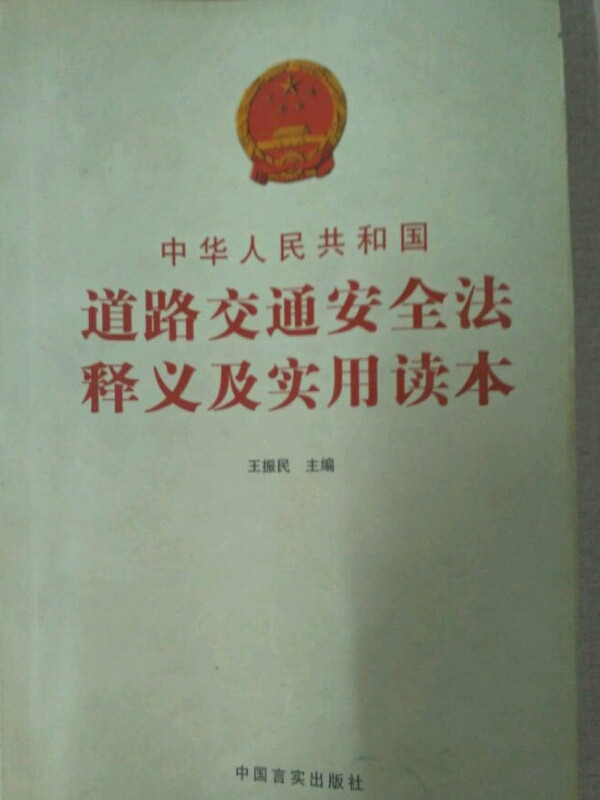 中华人民共和国
道路交通安全法
释义及实用读本
王振民 主编
中国言实出版社